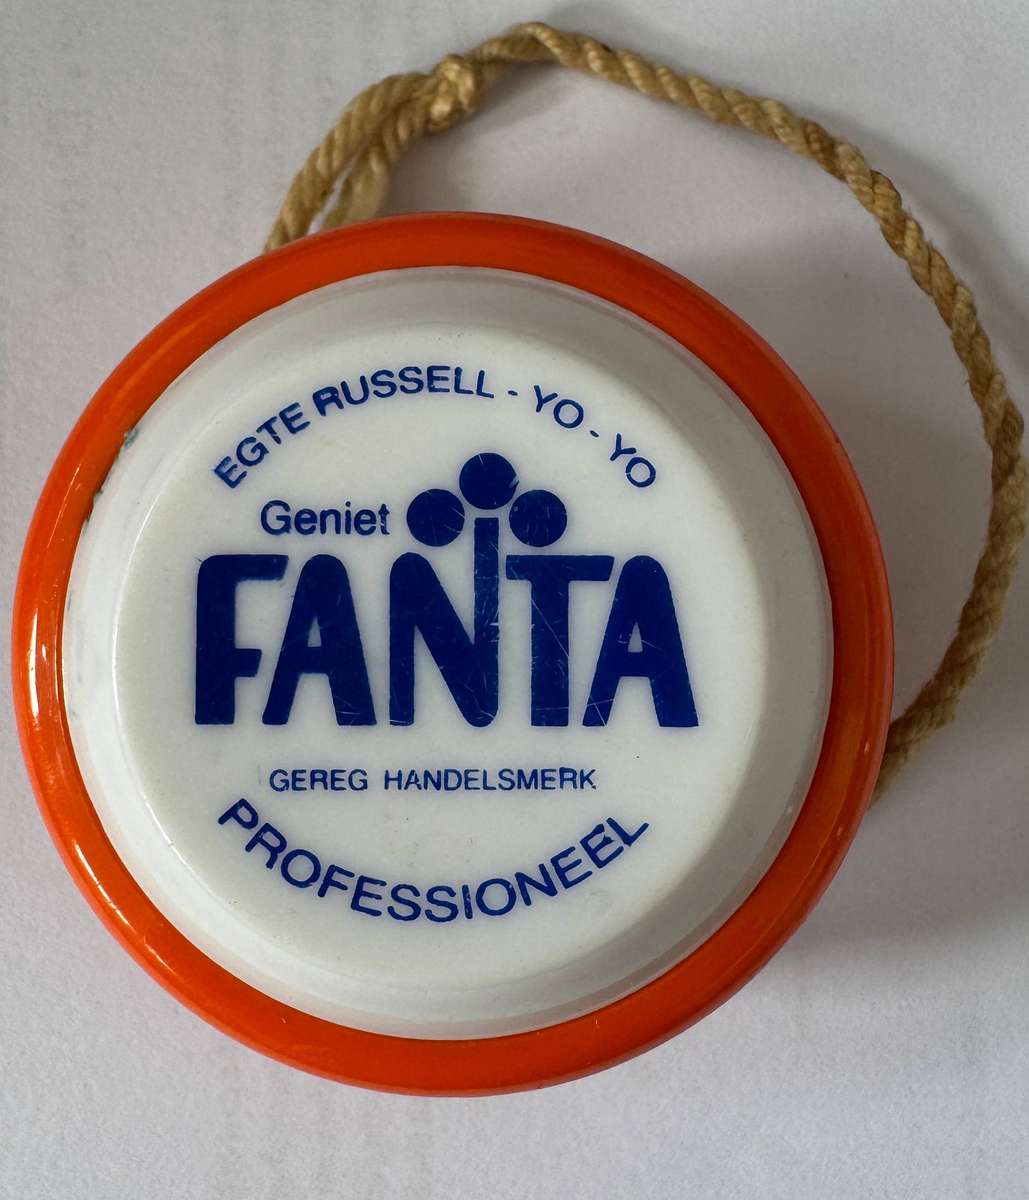 EGTE RUSSELL - YO - YO
Geniet
FANTA
GEREG HANDELSMERK
PROFESSIONEEL